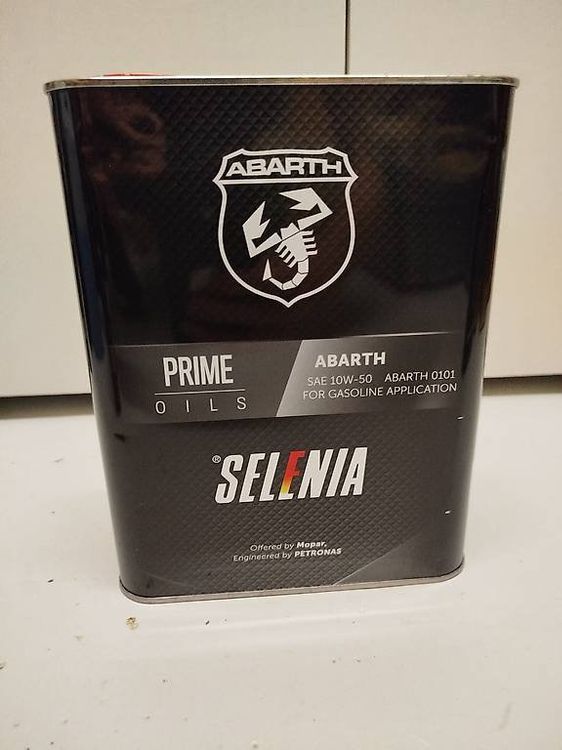 ABARTH
PRIME
OILS
ABARTH
SAE 10W-50 ABARTH 0101
FOR GASOLINE APPLICATION
® SELENIA
Offered by Mopar,
Engineered by PETRONAS